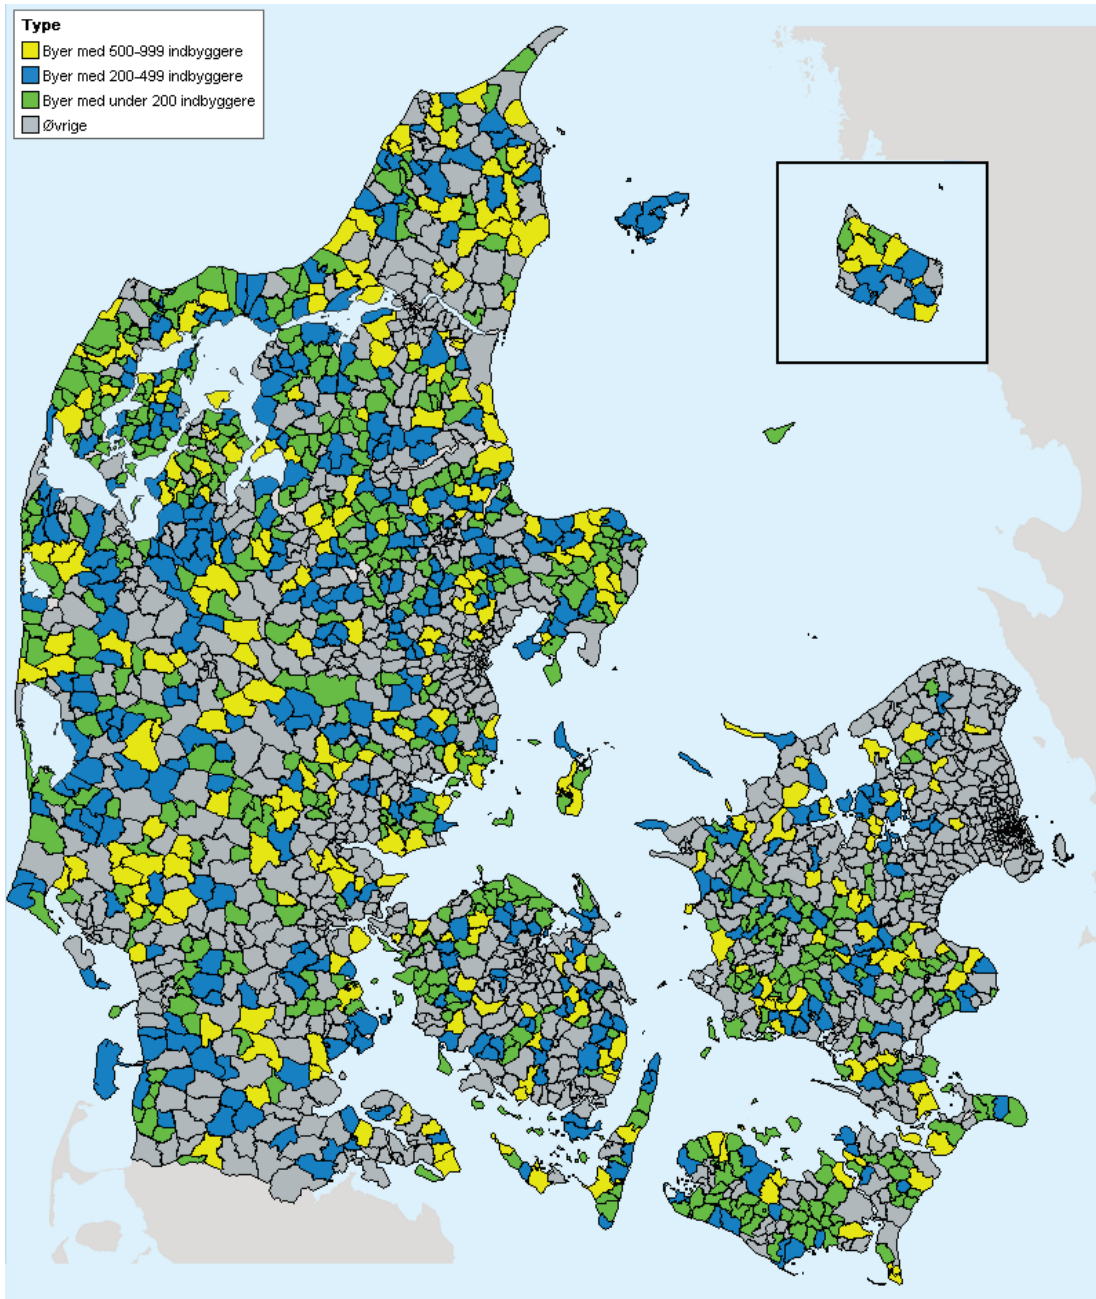 Type
Byer med 500-999 indbyggere
Byer med 200-499 indbyggere
Byer med under 200 indbyggere
Øvrige